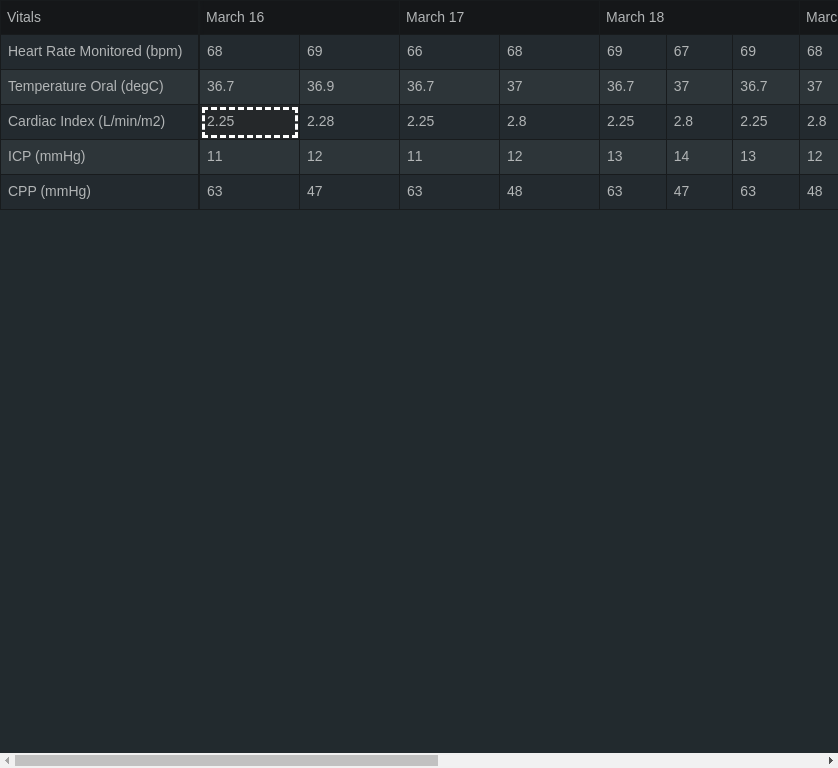 Vitals March 16 March 17 March 18 Marc
Heart Rate Monitored (bpm) 68 69 66 68 69 67 69 68
Temperature Oral (degC) 36.7 36.9 36.7 37 36.7 37 36.7 37
Cardiac Index (L/min/m2) 2.25 2.28 2.25 2.8 2.25 2.8 2.25 2.8
ICP (mmHg) 11 12 11 12 13 14 13 12
CPP (mmHg) 63 47 63 48 63 47 63 48